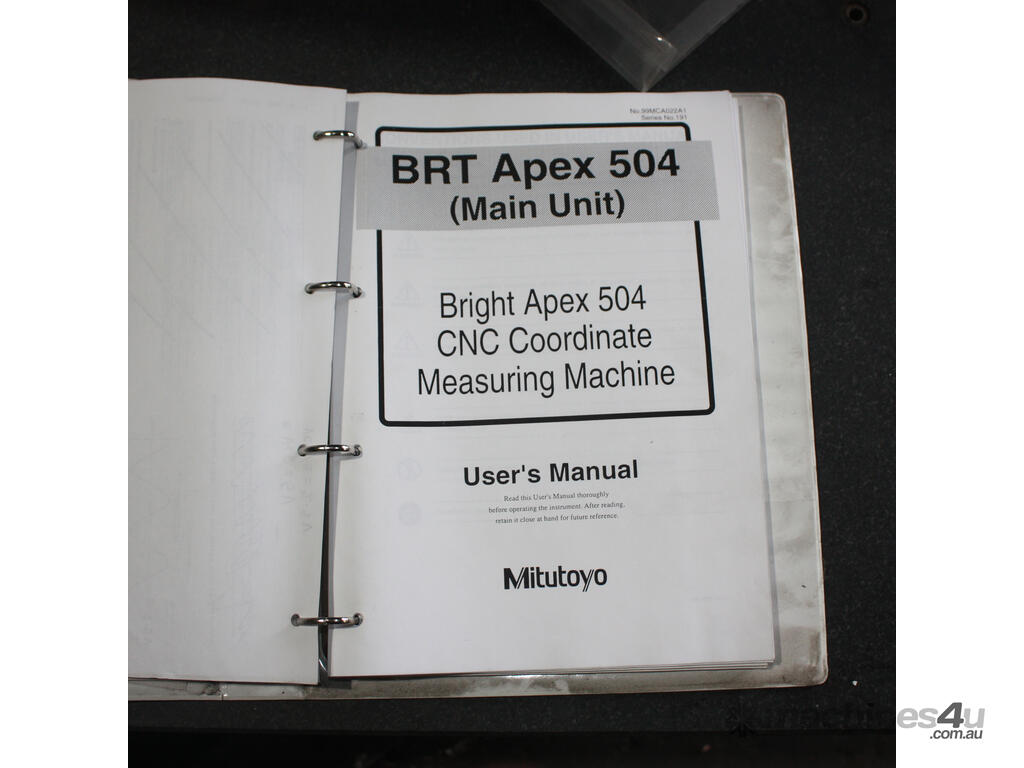 No.99MCA022A1
Series No.191
BRT Apex 504
(Main Unit)
Bright Apex 504
CNC Coordinate
Measuring Machine
User's Manual
Read this User's Manual thoroughly
before operating the instrument. After reading,
retain it close at hand for future reference.
Mitutoyo
machines4u
.com.au